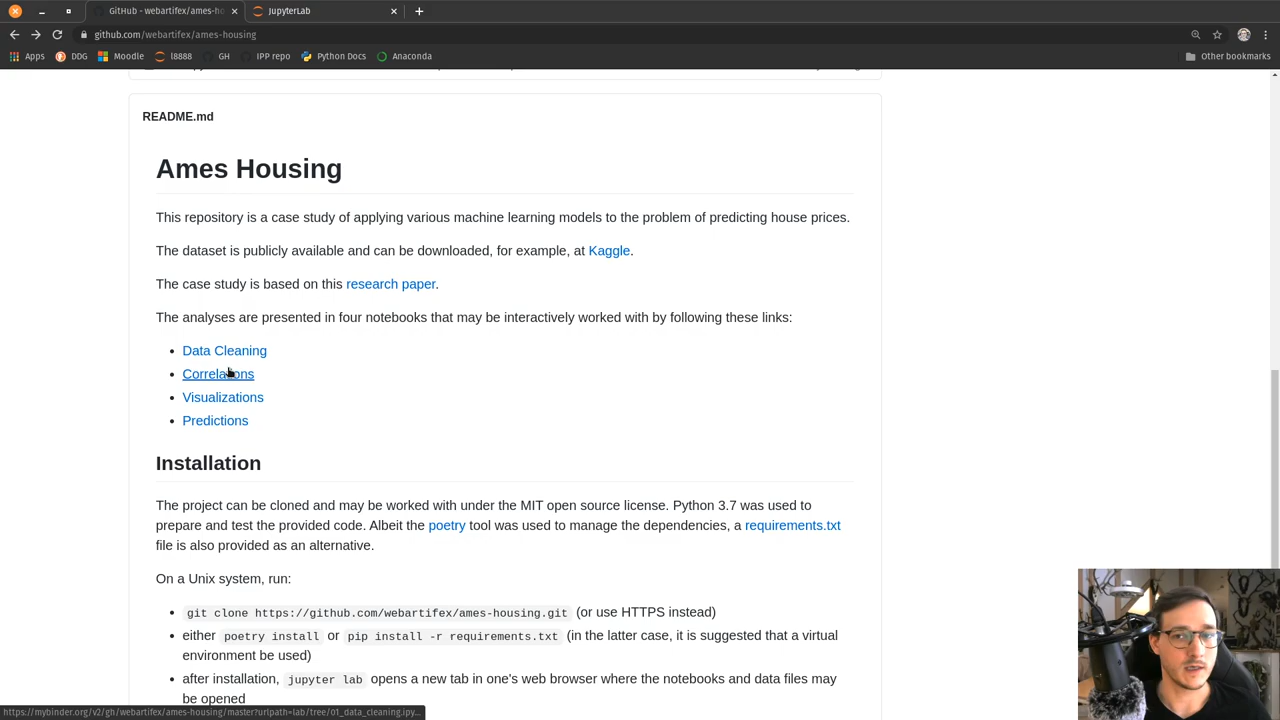 GitHub - webartifex/ames-ho
JupyterLab
github.com/webartifex/ames-housing
Apps DDG Moodle l8888 GH IPP repo Python Docs Anaconda Other bookmarks
README.md
Ames Housing
This repository is a case study of applying various machine learning models to the problem of predicting house prices.
The dataset is publicly available and can be downloaded, for example, at Kaggle.
The case study is based on this research paper.
The analyses are presented in four notebooks that may be interactively worked with by following these links:
• Data Cleaning
• Correlations
• Visualizations
• Predictions
Installation
The project can be cloned and may be worked with under the MIT open source license. Python 3.7 was used to
prepare and test the provided code. Albeit the poetry tool was used to manage the dependencies, a requirements.txt
file is also provided as an alternative.
On a Unix system, run:
• git clone https://github.com/webartifex/ames-housing.git (or use HTTPS instead)
• either poetry install or pip install -r requirements.txt (in the latter case, it is suggested that a virtual
environment be used)
• after installation, jupyter lab opens a new tab in one's web browser where the notebooks and data files may
be opened
https://mybinder.org/v2/gh/webartifex/ames-housing/master?urlpath=lab/tree/01_data_cleaning.ipy...